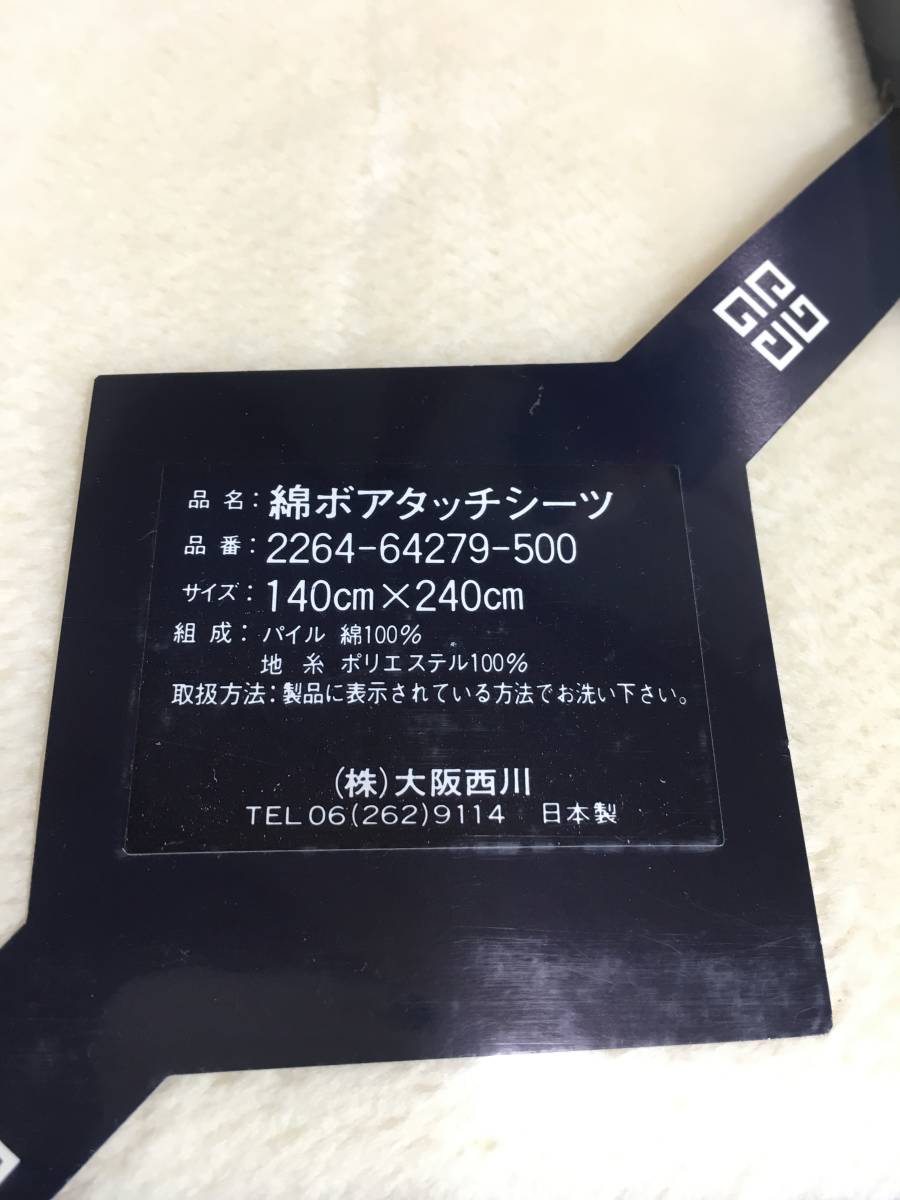 品名：綿ボアタッチシーツ
品番：2264-64279-500
サイズ：140cm×240cm
組成：パイル 綿100%
地 糸 ポリエステル100%
取扱方法：製品に表示されている方法でお洗い下さい。
(株)大阪西川
TEL 06(262)9114 日本製